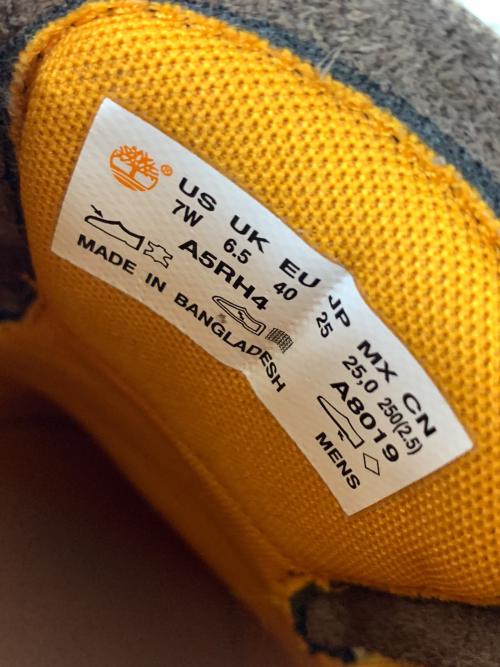 ®
US UK EU JP MX CN
7W 6.5 40 25 25,0 250(2.5)
A5RH4 A8019
MADE IN BANGLADESH MENS